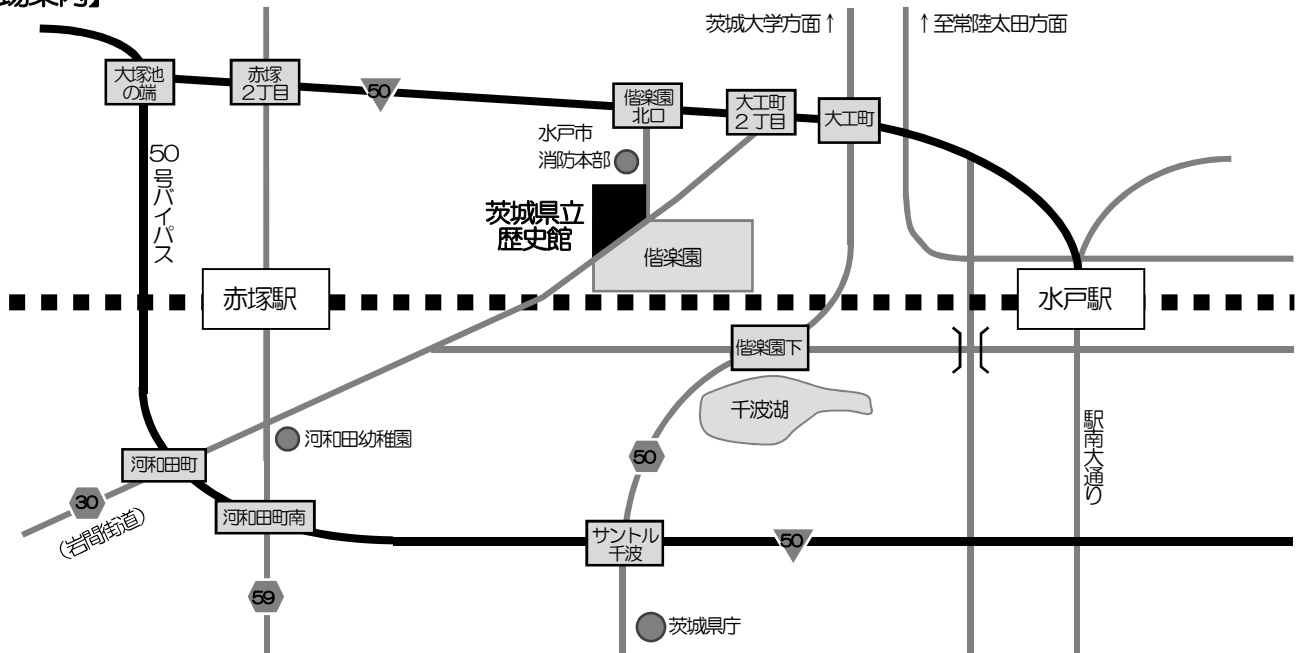 場案内】
茨城大学方面↑
↑至常陸太田方面
大塚池
の端
赤塚
2丁目
50
偕楽園
北口
大工町
2丁目
大工町
水戸市
消防本部
50号バイパス
茨城県立
歴史館
偕楽園
赤塚駅
水戸駅
偕楽園下
千波湖
河和田幼稚園
駅南大通り
河和田町
50
30
(岩間街道)
河和田町南
サントル
千波
50
59
茨城県庁